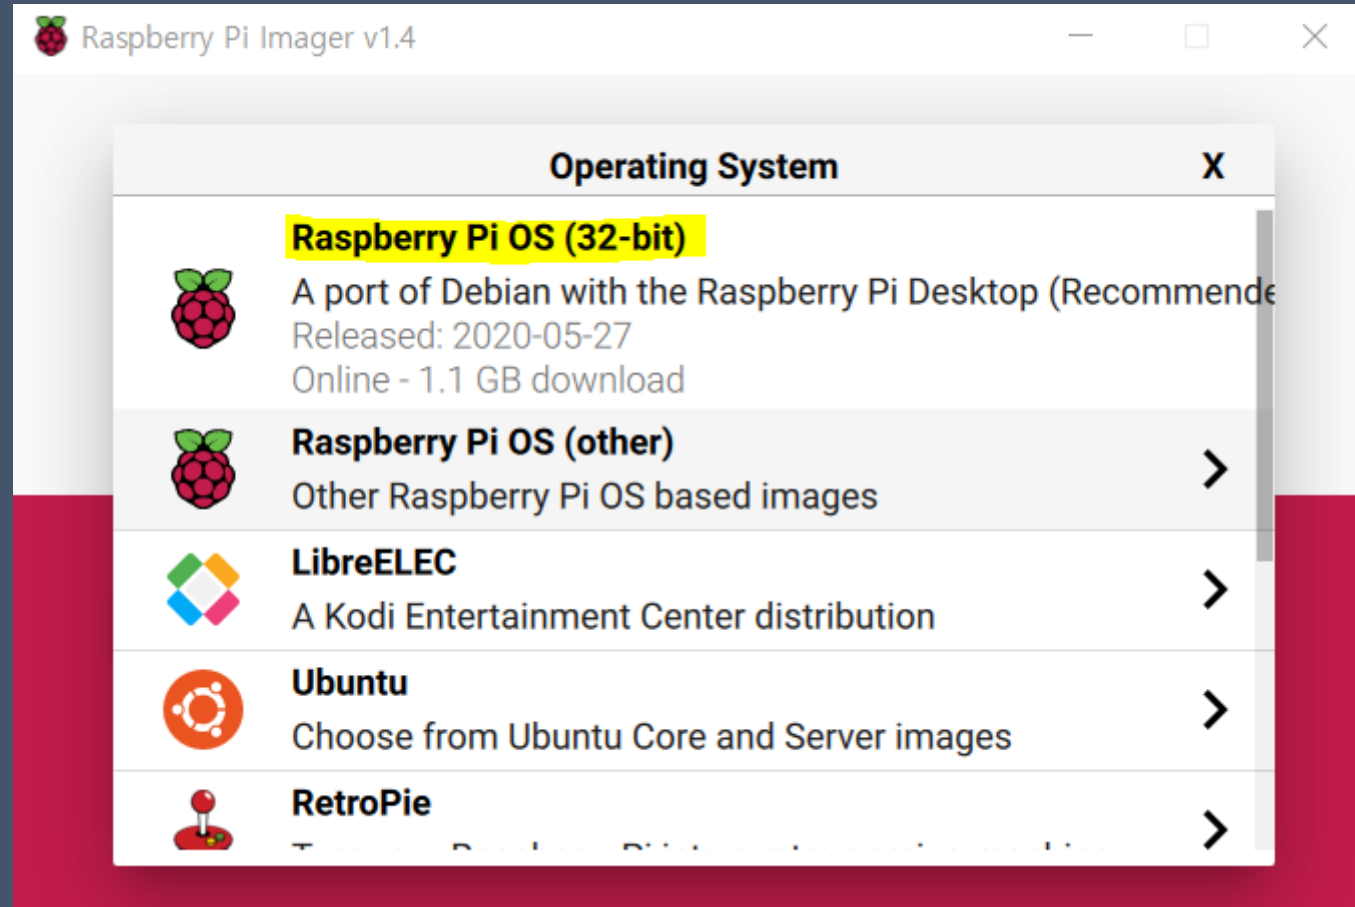 Raspberry Pi Imager v1.4
Operating System X
Raspberry Pi OS (32-bit)
A port of Debian with the Raspberry Pi Desktop (Recommende
Released: 2020-05-27
Online - 1.1 GB download
Raspberry Pi OS (other)
Other Raspberry Pi OS based images
LibreELEC
A Kodi Entertainment Center distribution
Ubuntu
Choose from Ubuntu Core and Server images
RetroPie